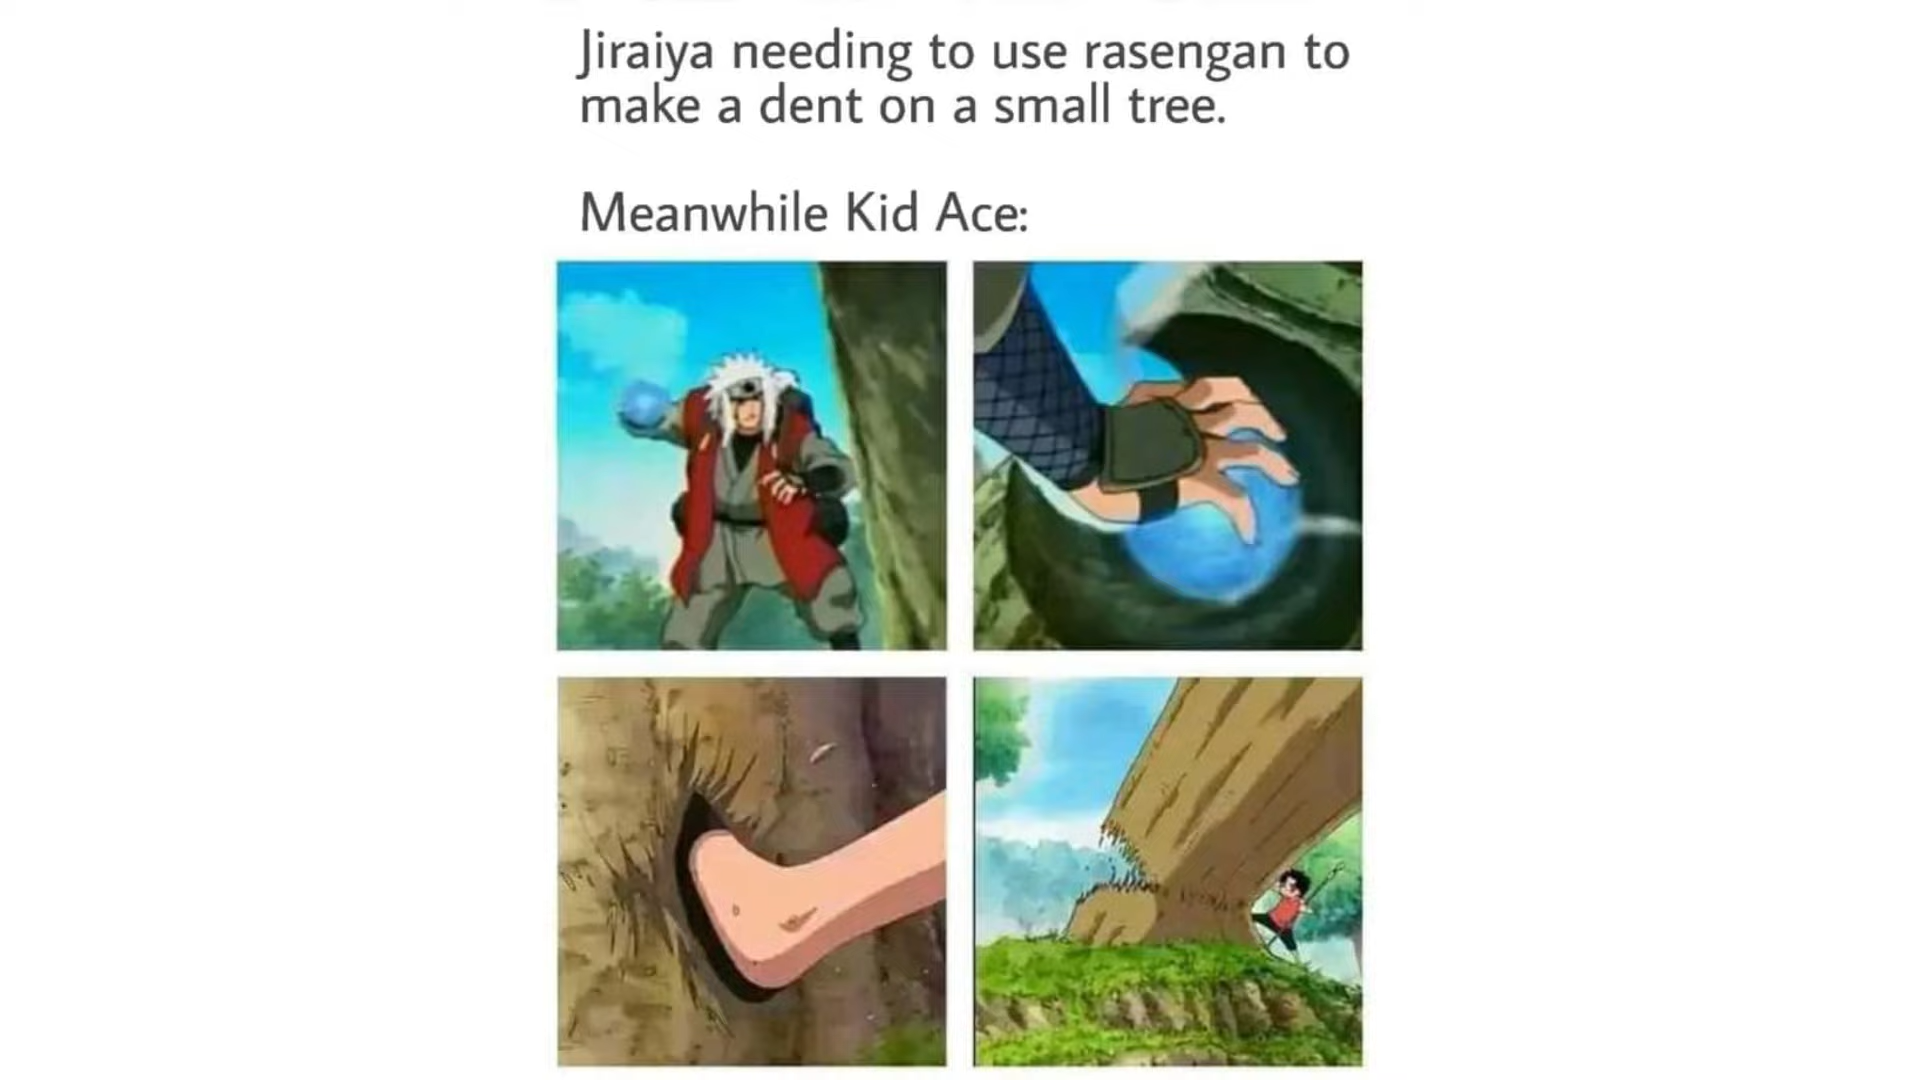 Jiraiya needing to use rasengan to
make a dent on a small tree.
Meanwhile Kid Ace: